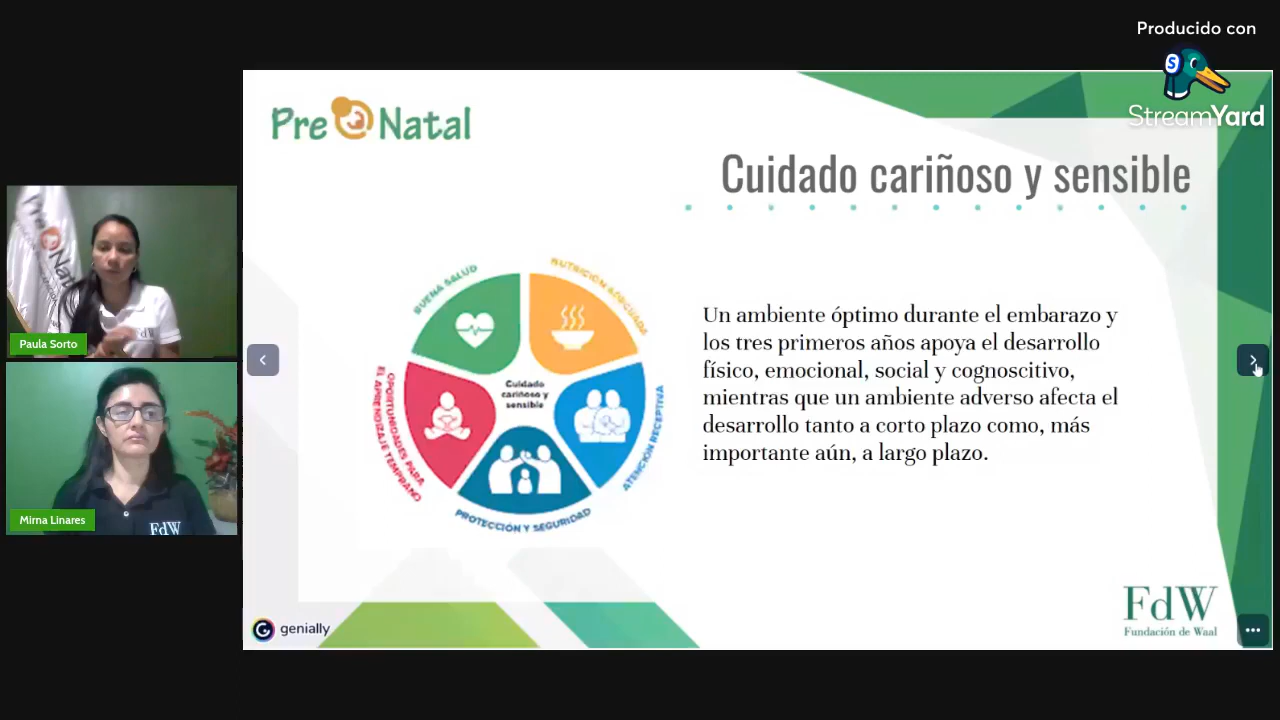 Producido con
StreamYard
Pre Natal
Cuidado cariñoso y sensible
BUENA SALUD
NUTRICIÓN ADECUADA
OPORTUNIDADES PARA
EL APRENDIZAJE TEMPRANO
Cuidado
cariñoso y
sensible
ATENCIÓN RECEPTIVA
PROTECCIÓN Y SEGURIDAD
Un ambiente óptimo durante el embarazo y
los tres primeros años apoya el desarrollo
físico, emocional, social y cognoscitivo,
mientras que un ambiente adverso afecta el
desarrollo tanto a corto plazo como, más
importante aún, a largo plazo.
Paula Sorto
FdW
Mirna Linares
FdW
genially
FdW
Fundación de Waal